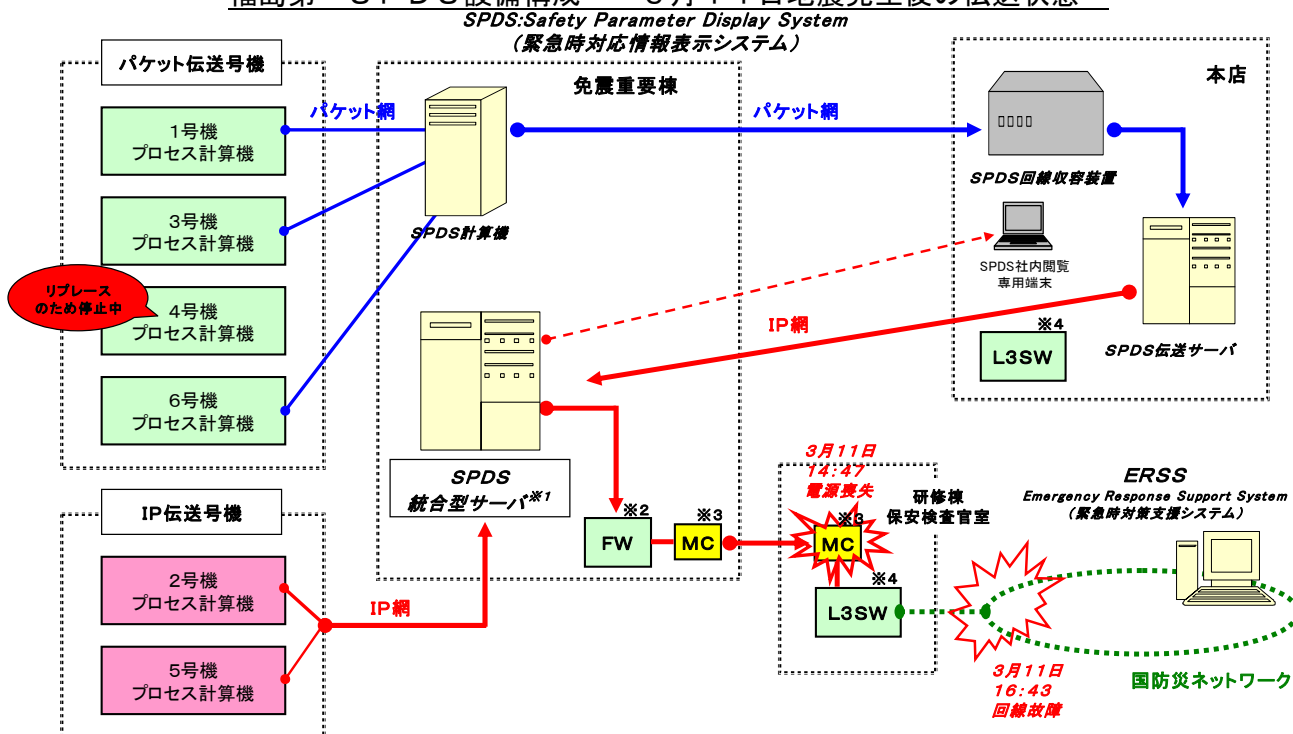 SPDS:Safety Parameter Display System
（緊急時対応情報表示システム）
パケット伝送号機
1号機
プロセス計算機
3号機
プロセス計算機
リプレース
のため停止中
4号機
プロセス計算機
6号機
プロセス計算機
パケット網
免震重要棟
SPDS計算機
パケット網
本店
SPDS回線収容装置
SPDS社内閲覧
専用端末
IP網
※4
L3SW
SPDS伝送サーバ
SPDS
統合型サーバ※1
※2
FW
※3
MC
3月11日
14:47
電源喪失
研修棟
保安検査官室
※3
MC
※4
L3SW
ERSS
Emergency Response Support System
（緊急時対策支援システム）
3月11日
16:43
回線故障
国防災ネットワーク
IP伝送号機
2号機
プロセス計算機
5号機
プロセス計算機
IP網